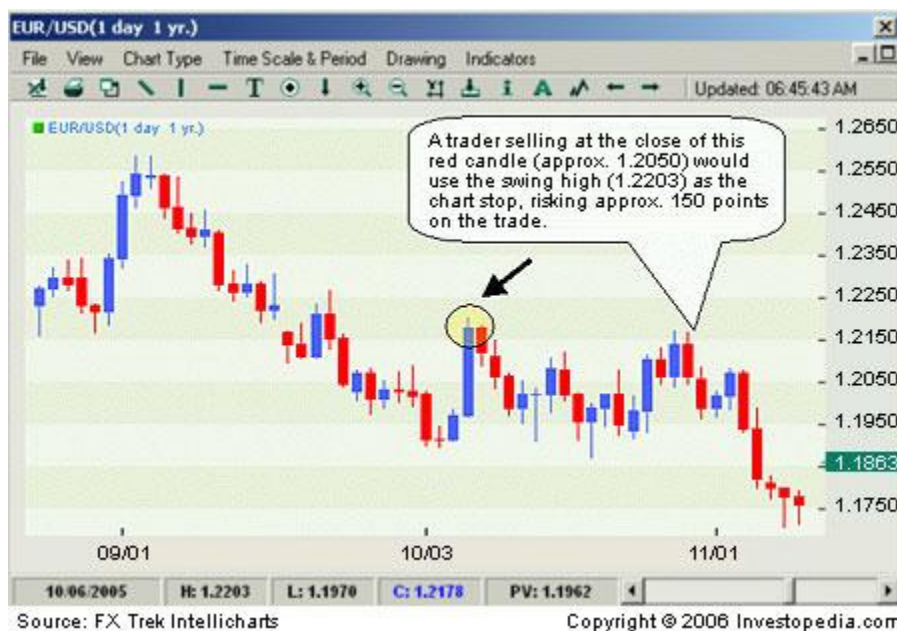 EUR/USD(1 day 1 yr.)
File View Chart Type Time Scale & Period Drawing Indicators
T i A Updated: 06:45:43 AM
EUR/USD(1 day 1 yr.)
A trader selling at the close of this
red candle (approx. 1.2050) would
use the swing high (1.2203) as the
chart stop, risking approx. 150 points
on the trade.
1.2650
1.2550
1.2450
1.2350
1.2250
1.2150
1.2050
1.1950
1.1863
1.1750
09/01 10/03 11/01
10/06/2005 H: 1.2203 L: 1.1970 C: 1.2178 PV: 1.1962
Source: FX Trek Intellicharts Copyright © 2006 Investopedia.com